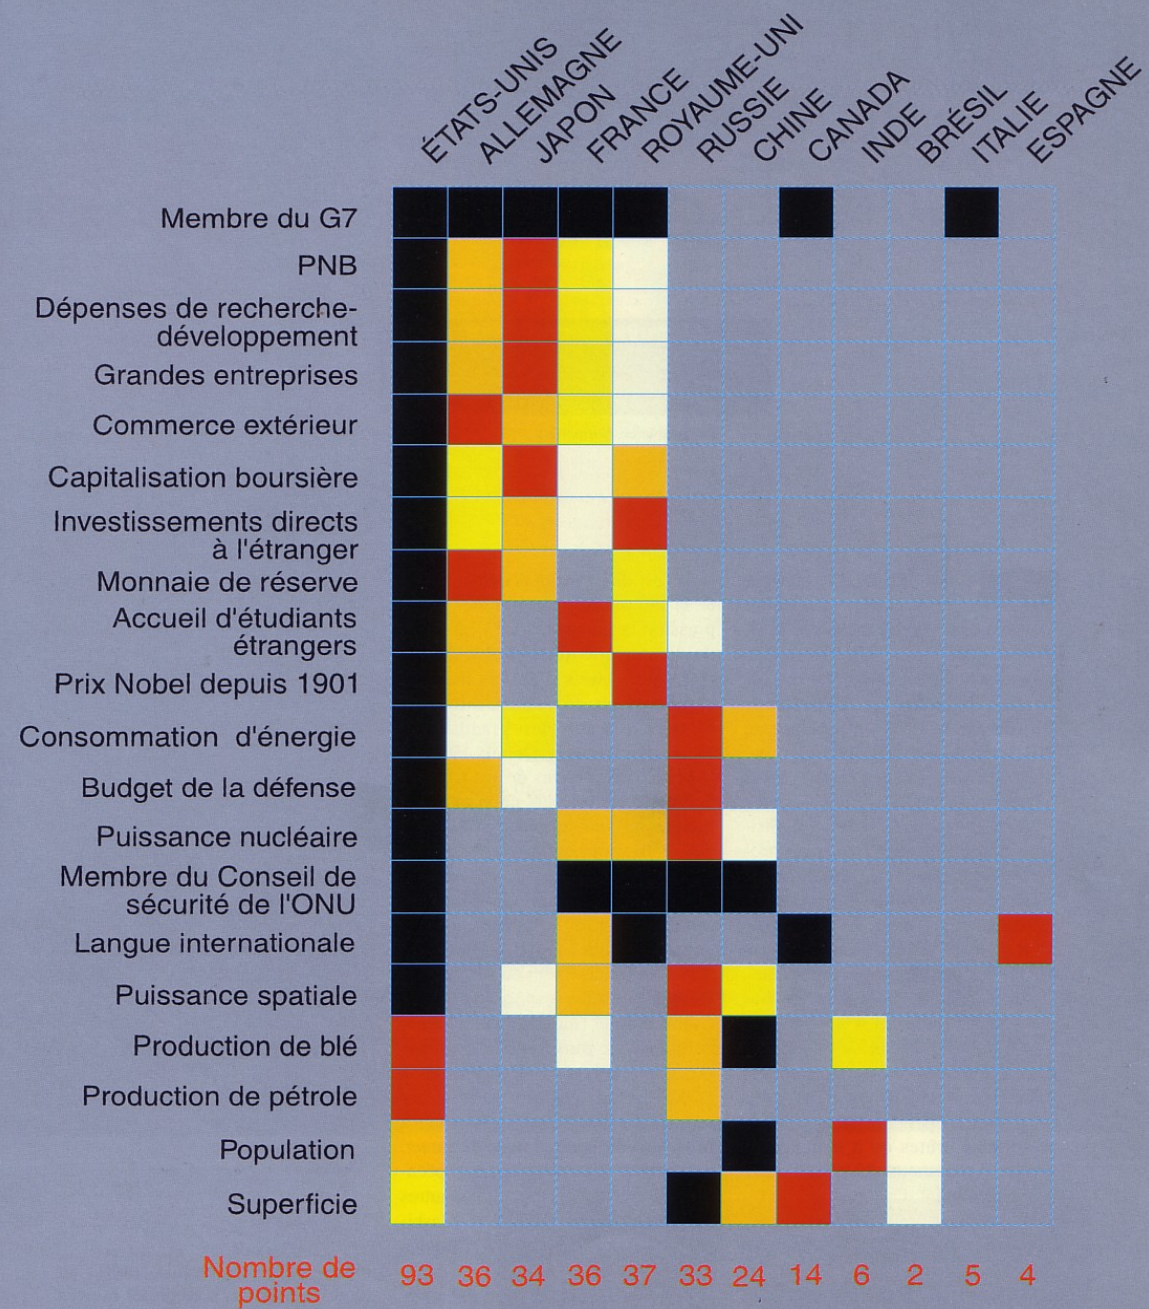 ÉTATS-UNIS
ALLEMAGNE
JAPON
FRANCE
ROYAUME-UNI
RUSSIE
CHINE
CANADA
INDE
BRÉSIL
ITALIE
ESPAGNE
Membre du G7
PNB
Dépenses de recherche-
développement
Grandes entreprises
Commerce extérieur
Capitalisation boursière
Investissements directs
à l'étranger
Monnaie de réserve
Accueil d'étudiants
étrangers
Prix Nobel depuis 1901
Consommation d'énergie
Budget de la défense
Puissance nucléaire
Membre du Conseil de
sécurité de l'ONU
Langue internationale
Puissance spatiale
Production de blé
Production de pétrole
Population
Superficie
Nombre de
points
93 36 34 36 37 33 24 14 6 2 5 4